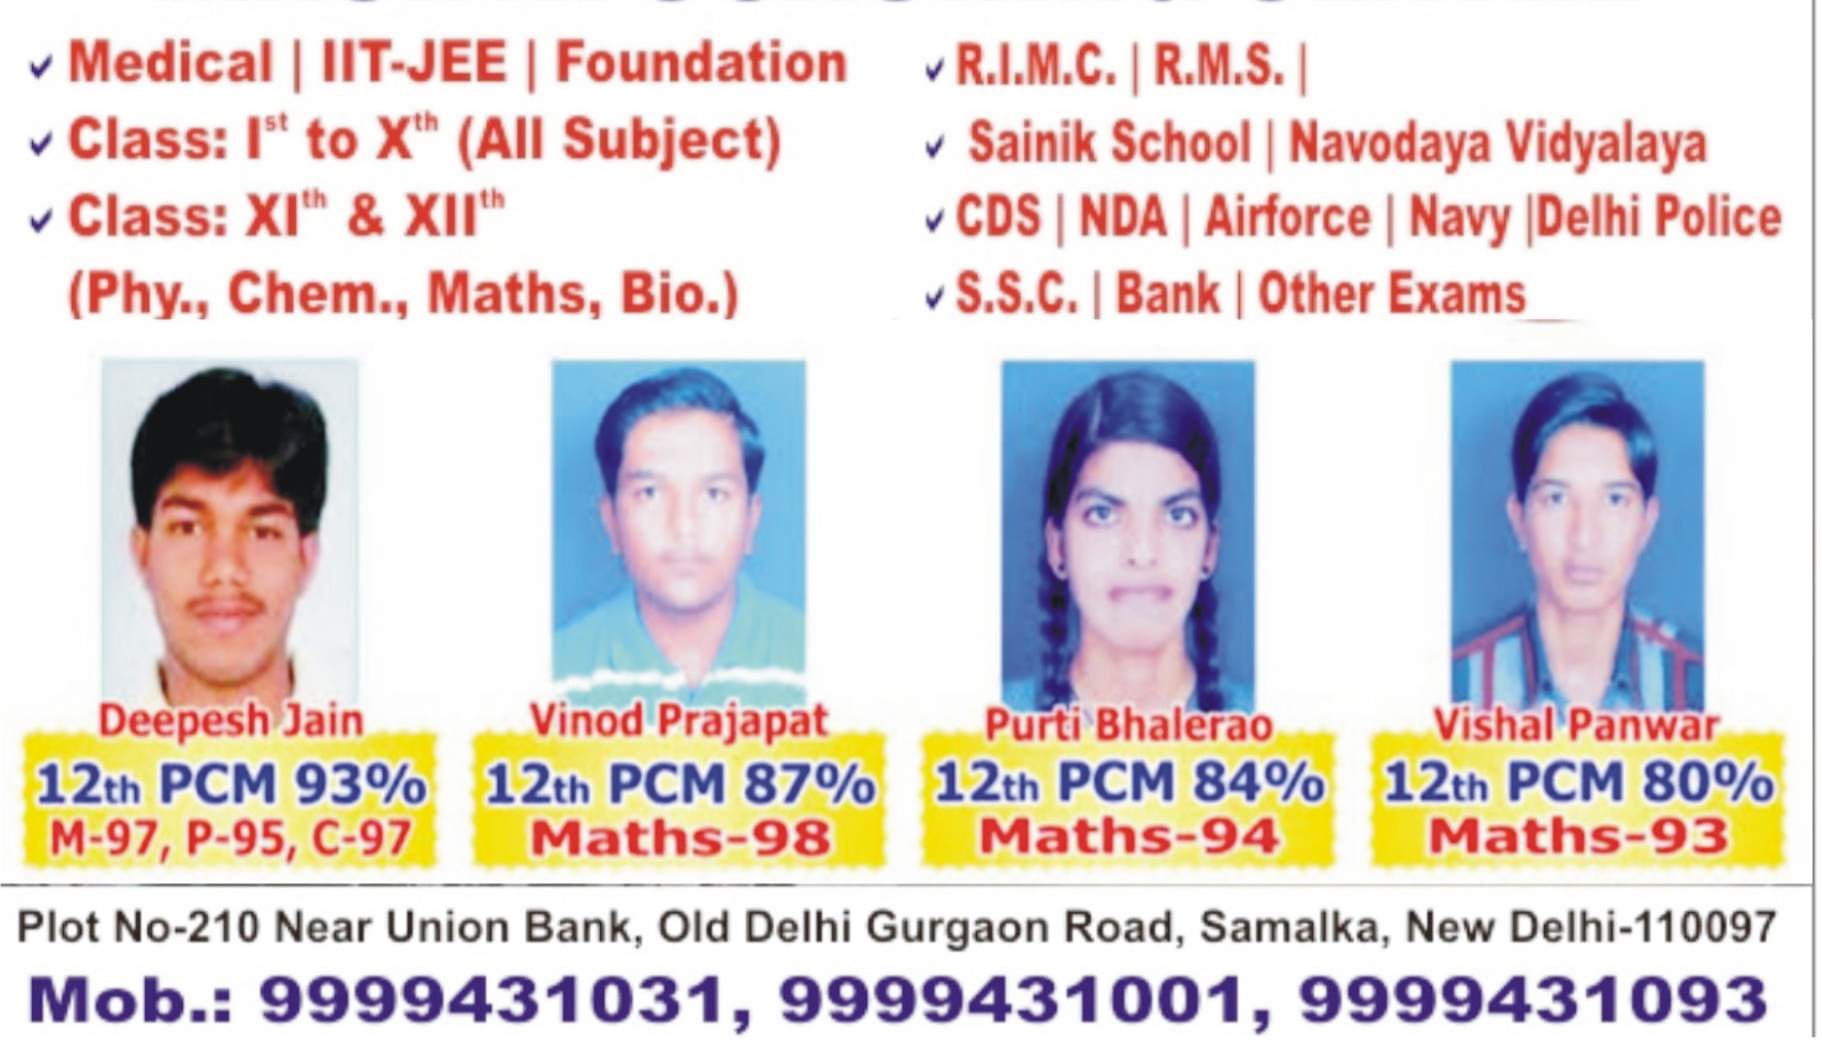 ✓ Medical | IIT-JEE | Foundation
✓ Class: Ist to Xth (All Subject)
✓ Class: XIth & XIIth
(Phy., Chem., Maths, Bio.)
✓ R.I.M.C. | R.M.S. |
✓ Sainik School | Navodaya Vidyalaya
✓ CDS | NDA | Airforce | Navy |Delhi Police
✓ S.S.C. | Bank | Other Exams
Deepesh Jain
12th PCM 93%
M-97, P-95, C-97
Vinod Prajapat
12th PCM 87%
Maths-98
Purti Bhalerao
12th PCM 84%
Maths-94
Vishal Panwar
12th PCM 80%
Maths-93
Plot No-210 Near Union Bank, Old Delhi Gurgaon Road, Samalka, New Delhi-110097
Mob.: 9999431031, 9999431001, 9999431093